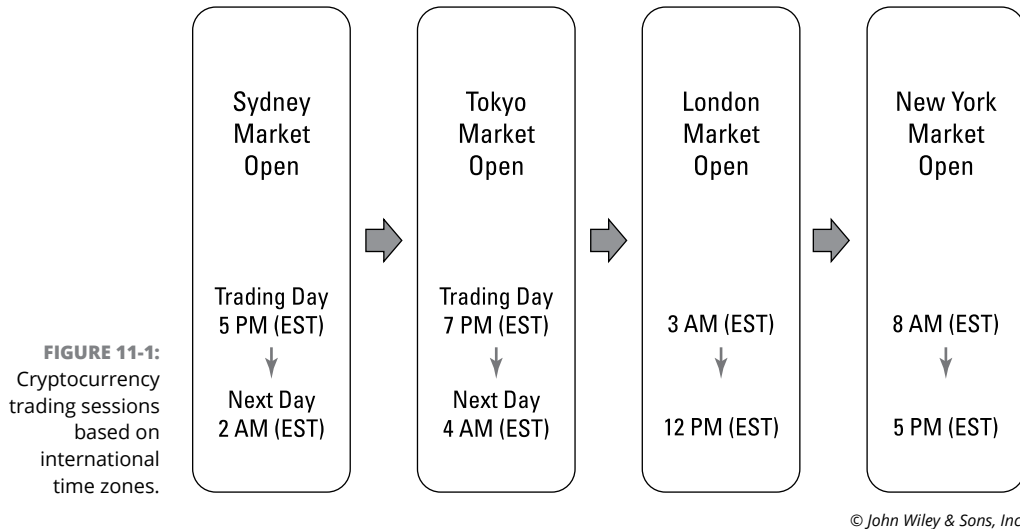 Sydney
Market
Open
Trading Day
5 PM (EST)
Next Day
2 AM (EST)
Tokyo
Market
Open
Trading Day
7 PM (EST)
Next Day
4 AM (EST)
London
Market
Open
3 AM (EST)
12 PM (EST)
New York
Market
Open
8 AM (EST)
5 PM (EST)
FIGURE 11-1:
Cryptocurrency
trading sessions
based on
international
time zones.
© John Wiley & Sons, Inc